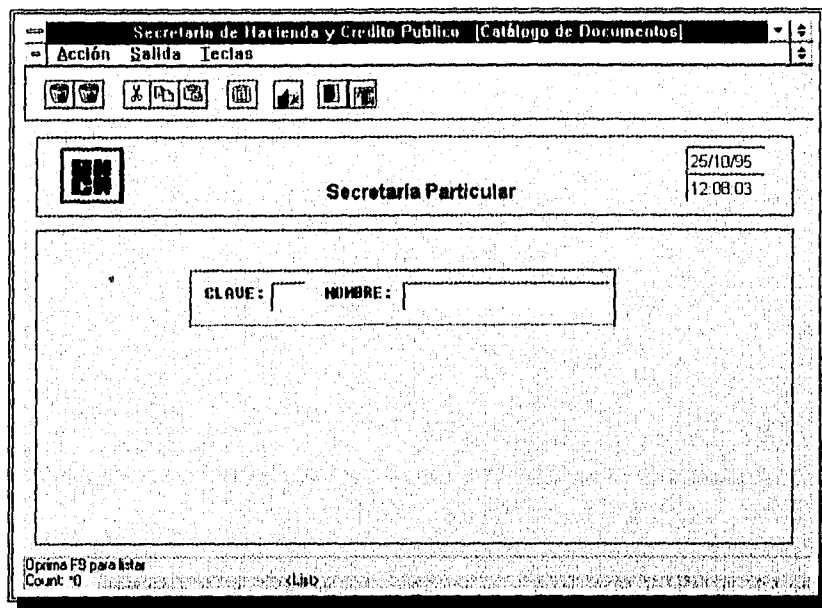 Secretaría de Hacienda y Credito Publico [Catálogo de Documentos]
Acción Salida Teclas
25/10/95
Secretaría Particular
12:08:03
CLAVE: NOMBRE:
Oprima F9 para listar
Count: *0 <List>